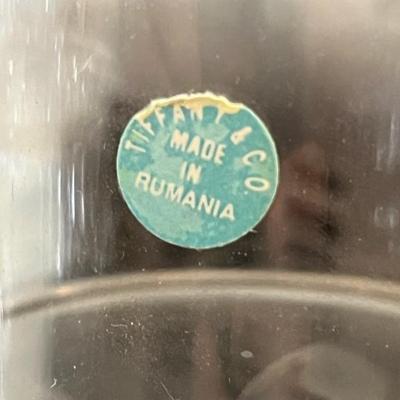 TIFFANY & CO.
MADE
IN
RUMANIA